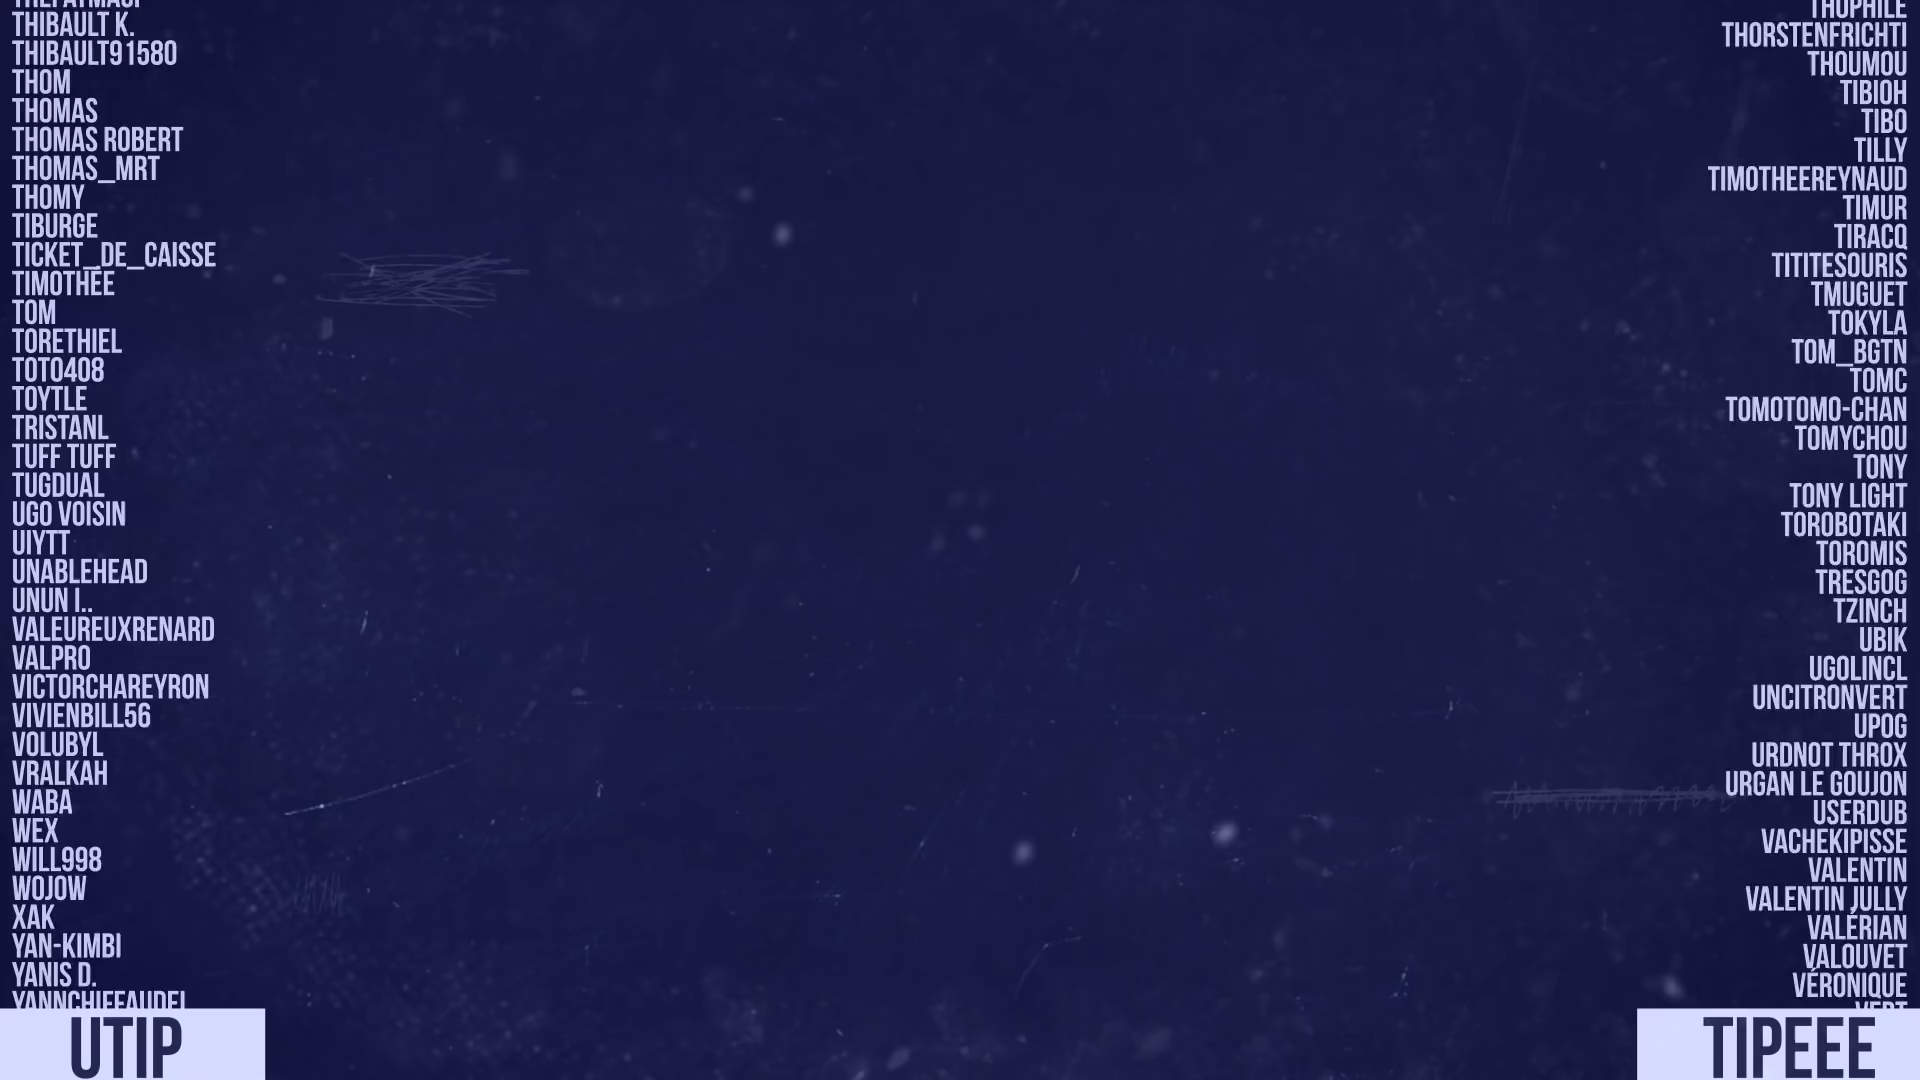 THIBAULT K.
THIBAULT91580
THOM
THOMAS
THOMAS ROBERT
THOMAS_MRT
THOMY
TIBURGE
TICKET_DE_CAISSE
TIMOTHÉE
TOM
TORETHIEL
TOTO408
TOYTLE
TRISTANL
TUFF TUFF
TUGDUAL
UGO VOISIN
UIYTT
UNABLEHEAD
UNUN I..
VALEUREUXRENARD
VALPRO
VICTORCHAREYRON
VIVIENBILL56
VOLUBYL
VRALKAH
WABA
WEX
WILL998
WOJOW
XAK
YAN-KIMBI
YANIS D.
UTIP
THOPHILE
THORSTENFRICHTI
THOUMOU
TIBIOH
TIBO
TILLY
TIMOTHEEREYNAUD
TIMUR
TIRACQ
TITITESOURIS
TMUGUET
TOKYLA
TOM_BGTN
TOMC
TOMOTOMO-CHAN
TOMYCHOU
TONY
TONY LIGHT
TOROBOTAKI
TOROMIS
TRESGOG
TZINCH
UBIK
UGOLINCL
UNCITRONVERT
UPOG
URDNOT THROX
URGAN LE GOUJON
USERDUB
VACHEKIPISSE
VALENTIN
VALENTIN JULLY
VALÉRIAN
VALOUVET
VÉRONIQUE
TIPEEE